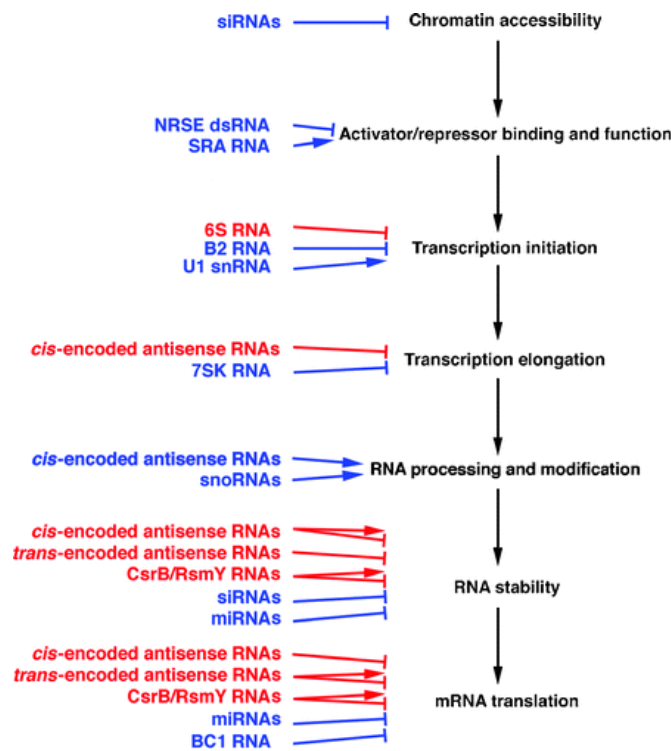 siRNAs
Chromatin accessibility
NRSE dsRNA
SRA RNA
Activator/repressor binding and function
6S RNA
B2 RNA
U1 snRNA
Transcription initiation
cis-encoded antisense RNAs
7SK RNA
Transcription elongation
cis-encoded antisense RNAs
snoRNAs
RNA processing and modification
cis-encoded antisense RNAs
trans-encoded antisense RNAs
CsrB/RsmY RNAs
siRNAs
miRNAs
RNA stability
cis-encoded antisense RNAs
trans-encoded antisense RNAs
CsrB/RsmY RNAs
miRNAs
BC1 RNA
mRNA translation